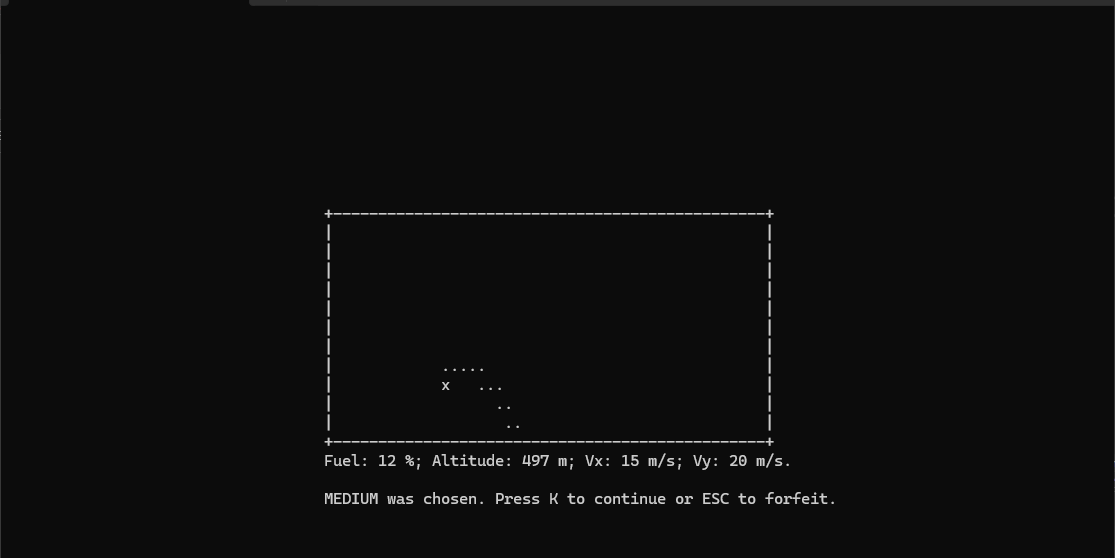 +------------------------------------------------+
.....
x ...
..
..
+------------------------------------------------+
Fuel: 12 %; Altitude: 497 m; Vx: 15 m/s; Vy: 20 m/s.
MEDIUM was chosen. Press K to continue or ESC to forfeit.